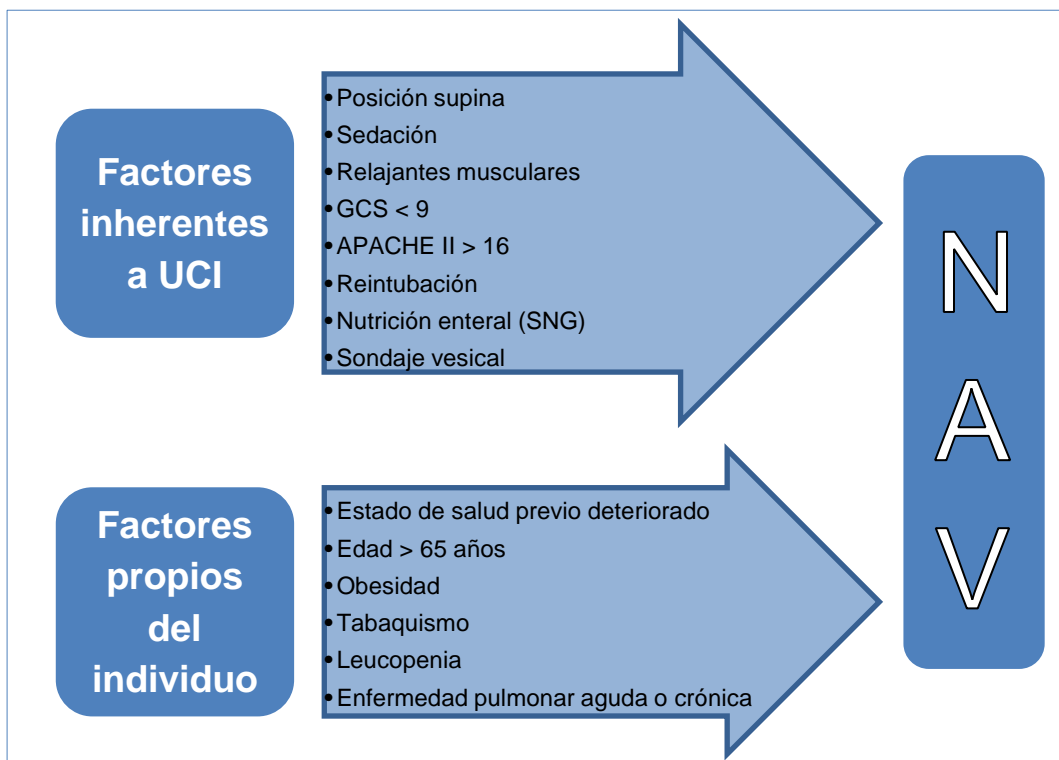 Factores
inherentes
a UCI
• Posición supina
• Sedación
• Relajantes musculares
• GCS < 9
• APACHE II > 16
• Reintubación
• Nutrición enteral (SNG)
• Sondaje vesical
Factores
propios
del
individuo
• Estado de salud previo deteriorado
• Edad > 65 años
• Obesidad
• Tabaquismo
• Leucopenia
• Enfermedad pulmonar aguda o crónica
N
A
V